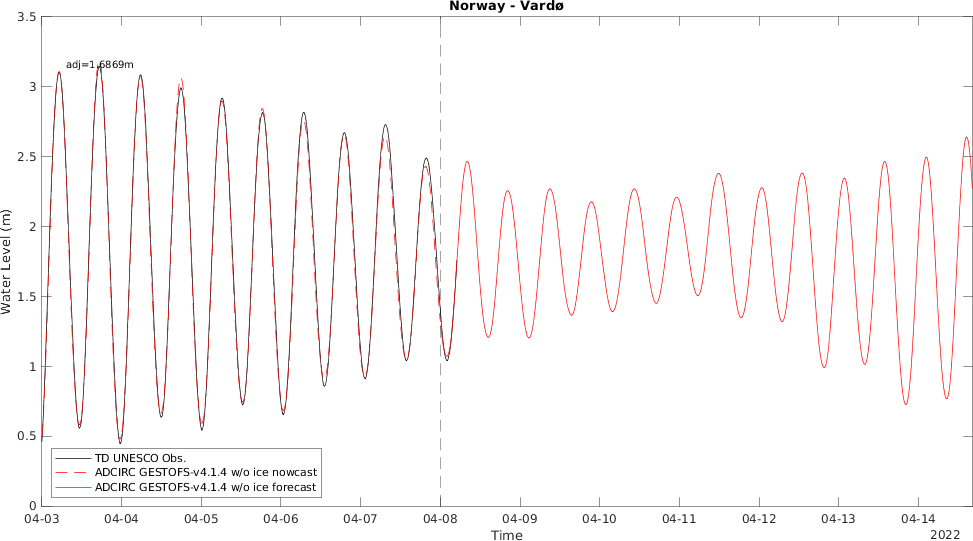 Norway - Vardø
adj=1.6869m
3.5
3
2.5
2
1.5
1
0.5
0
Water Level (m)
TD UNESCO Obs.
ADCIRC GESTOFS-v4.1.4 w/o ice nowcast
ADCIRC GESTOFS-v4.1.4 w/o ice forecast
04-03 04-04 04-05 04-06 04-07 04-08 04-09 04-10 04-11 04-12 04-13 04-14
Time
2022